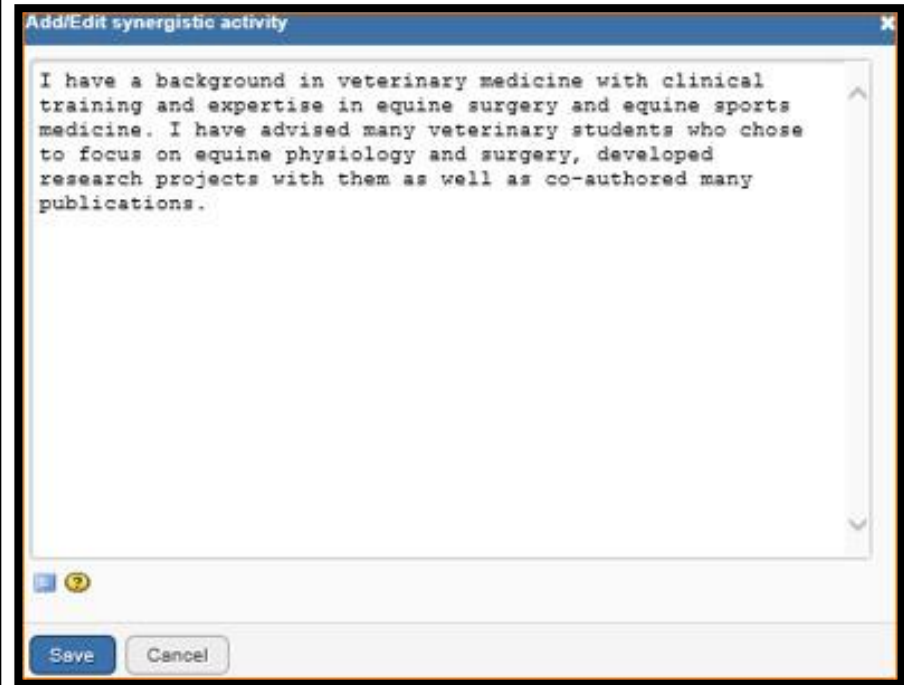 Add/Edit synergistic activity
I have a background in veterinary medicine with clinical
training and expertise in equine surgery and equine sports
medicine. I have advised many veterinary students who chose
to focus on equine physiology and surgery, developed
research projects with them as well as co-authored many
publications.
Save Cancel